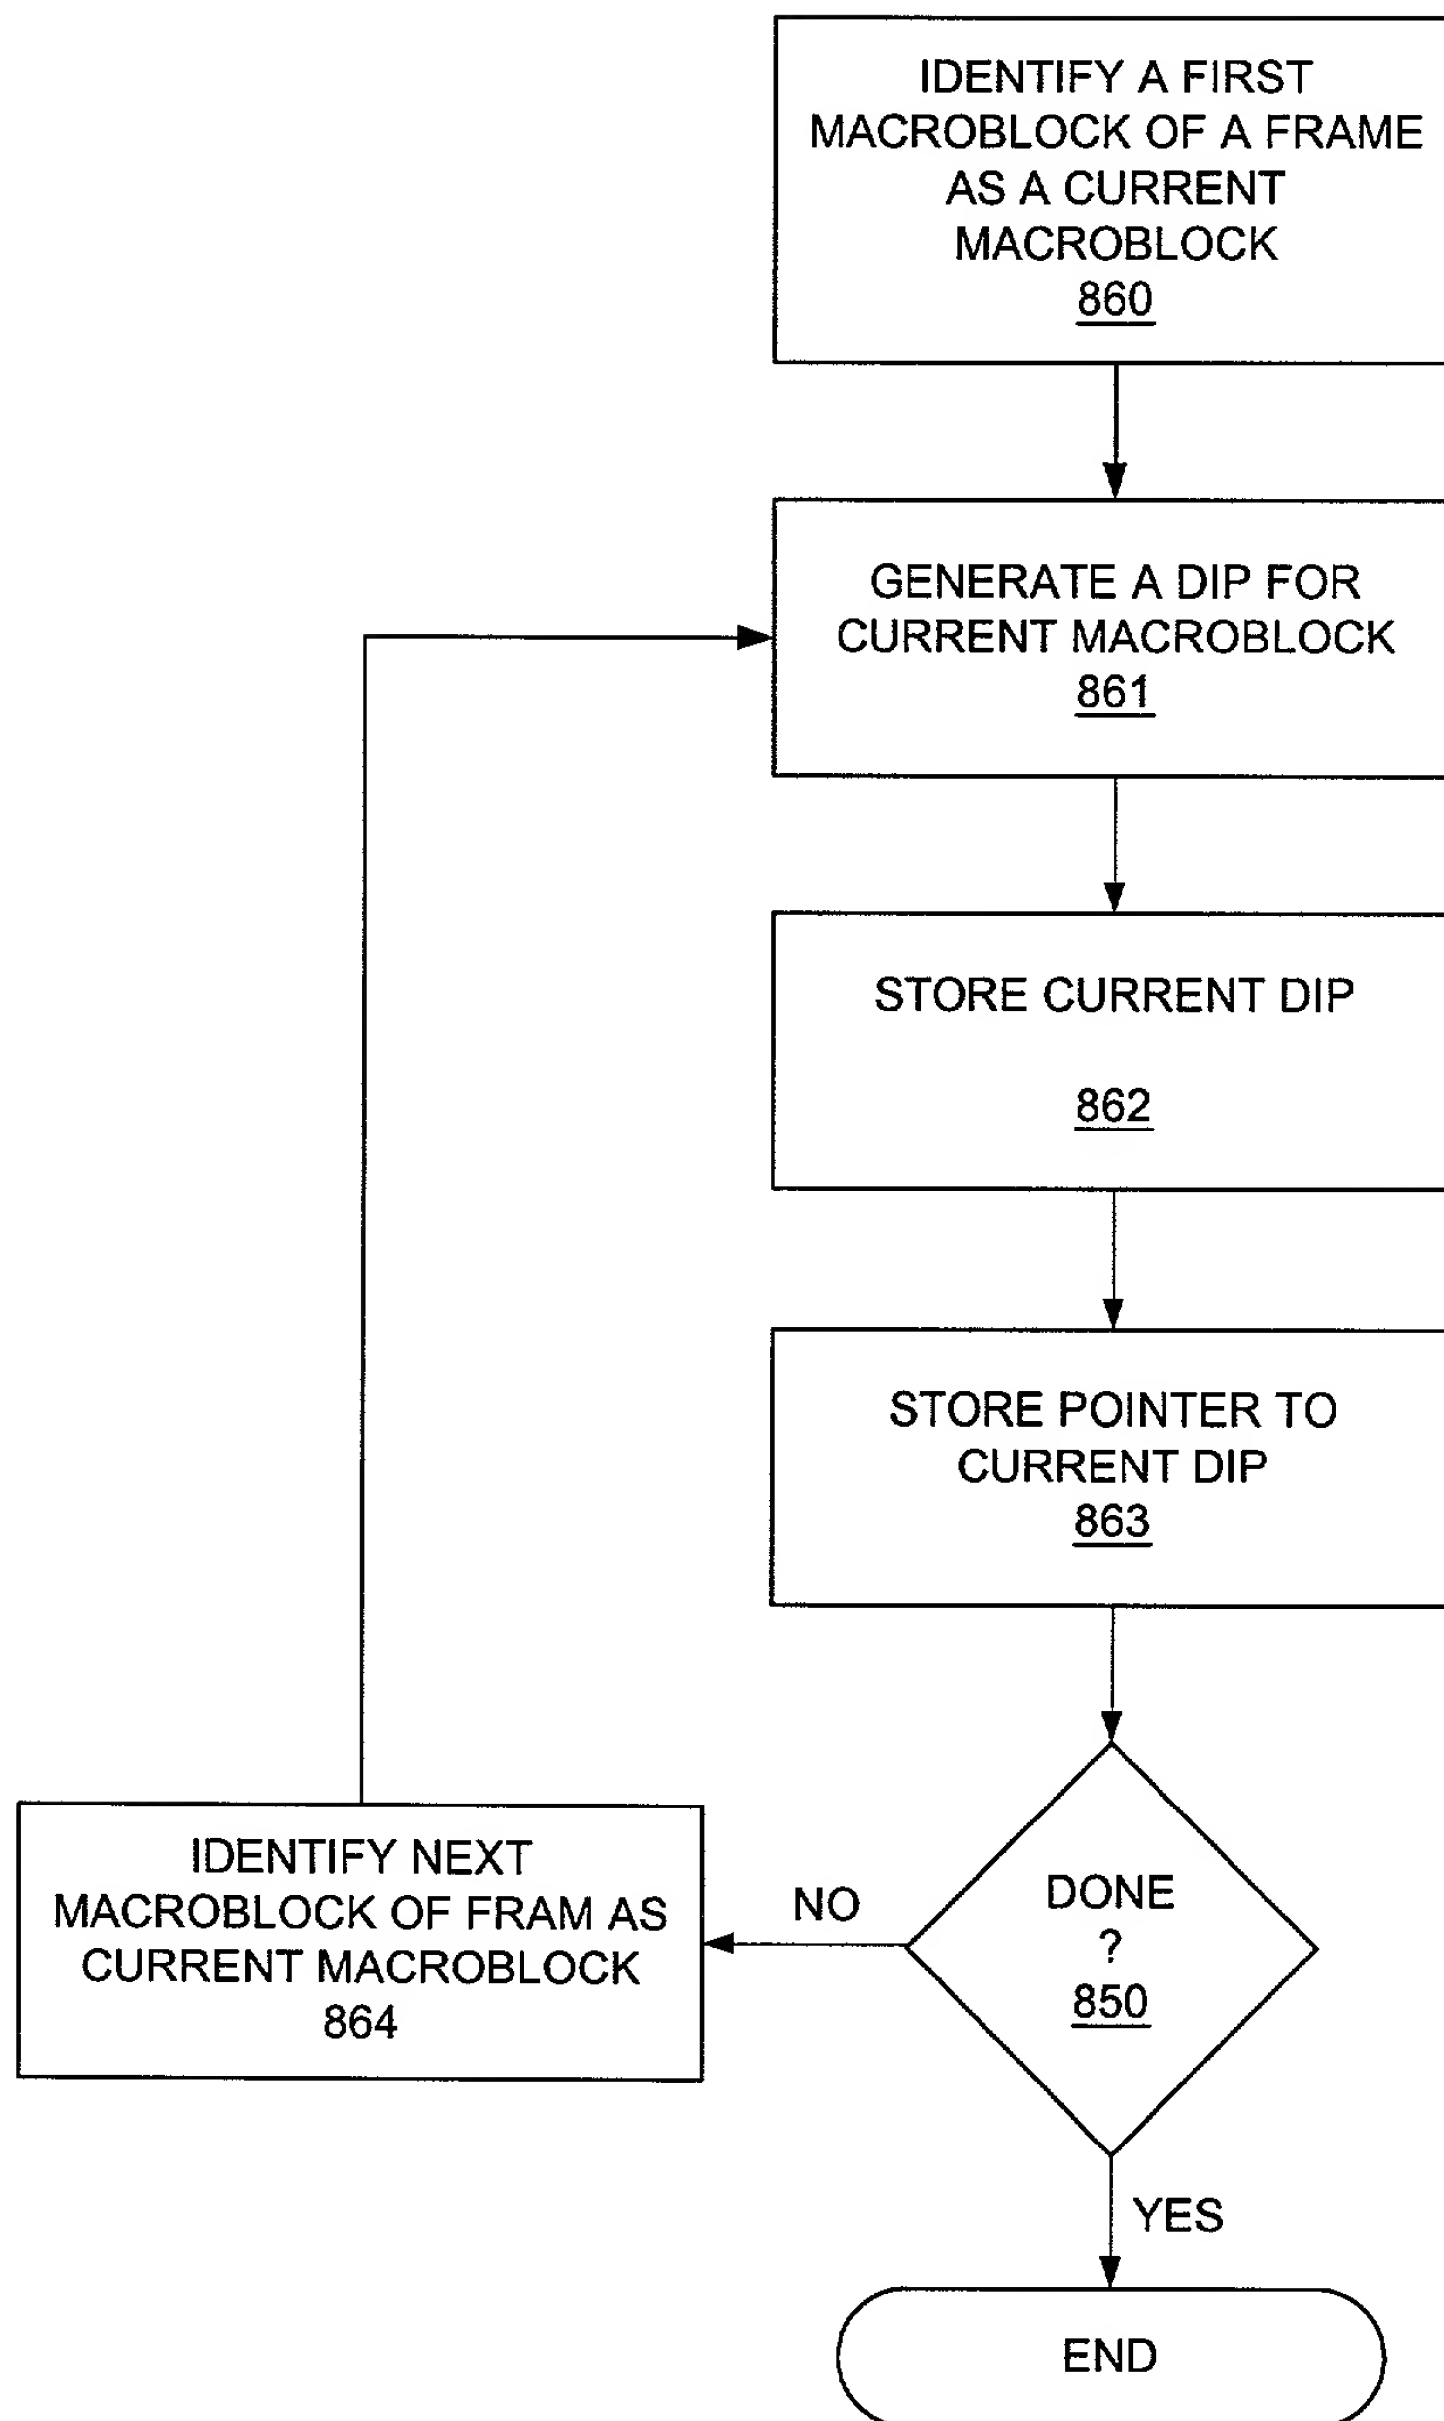 IDENTIFY A FIRST
MACROBLOCK OF A FRAME
AS A CURRENT
MACROBLOCK
860
GENERATE A DIP FOR
CURRENT MACROBLOCK
861
STORE CURRENT DIP
862
STORE POINTER TO
CURRENT DIP
863
DONE
?
850
NO
IDENTIFY NEXT
MACROBLOCK OF FRAM AS
CURRENT MACROBLOCK
864
YES
END